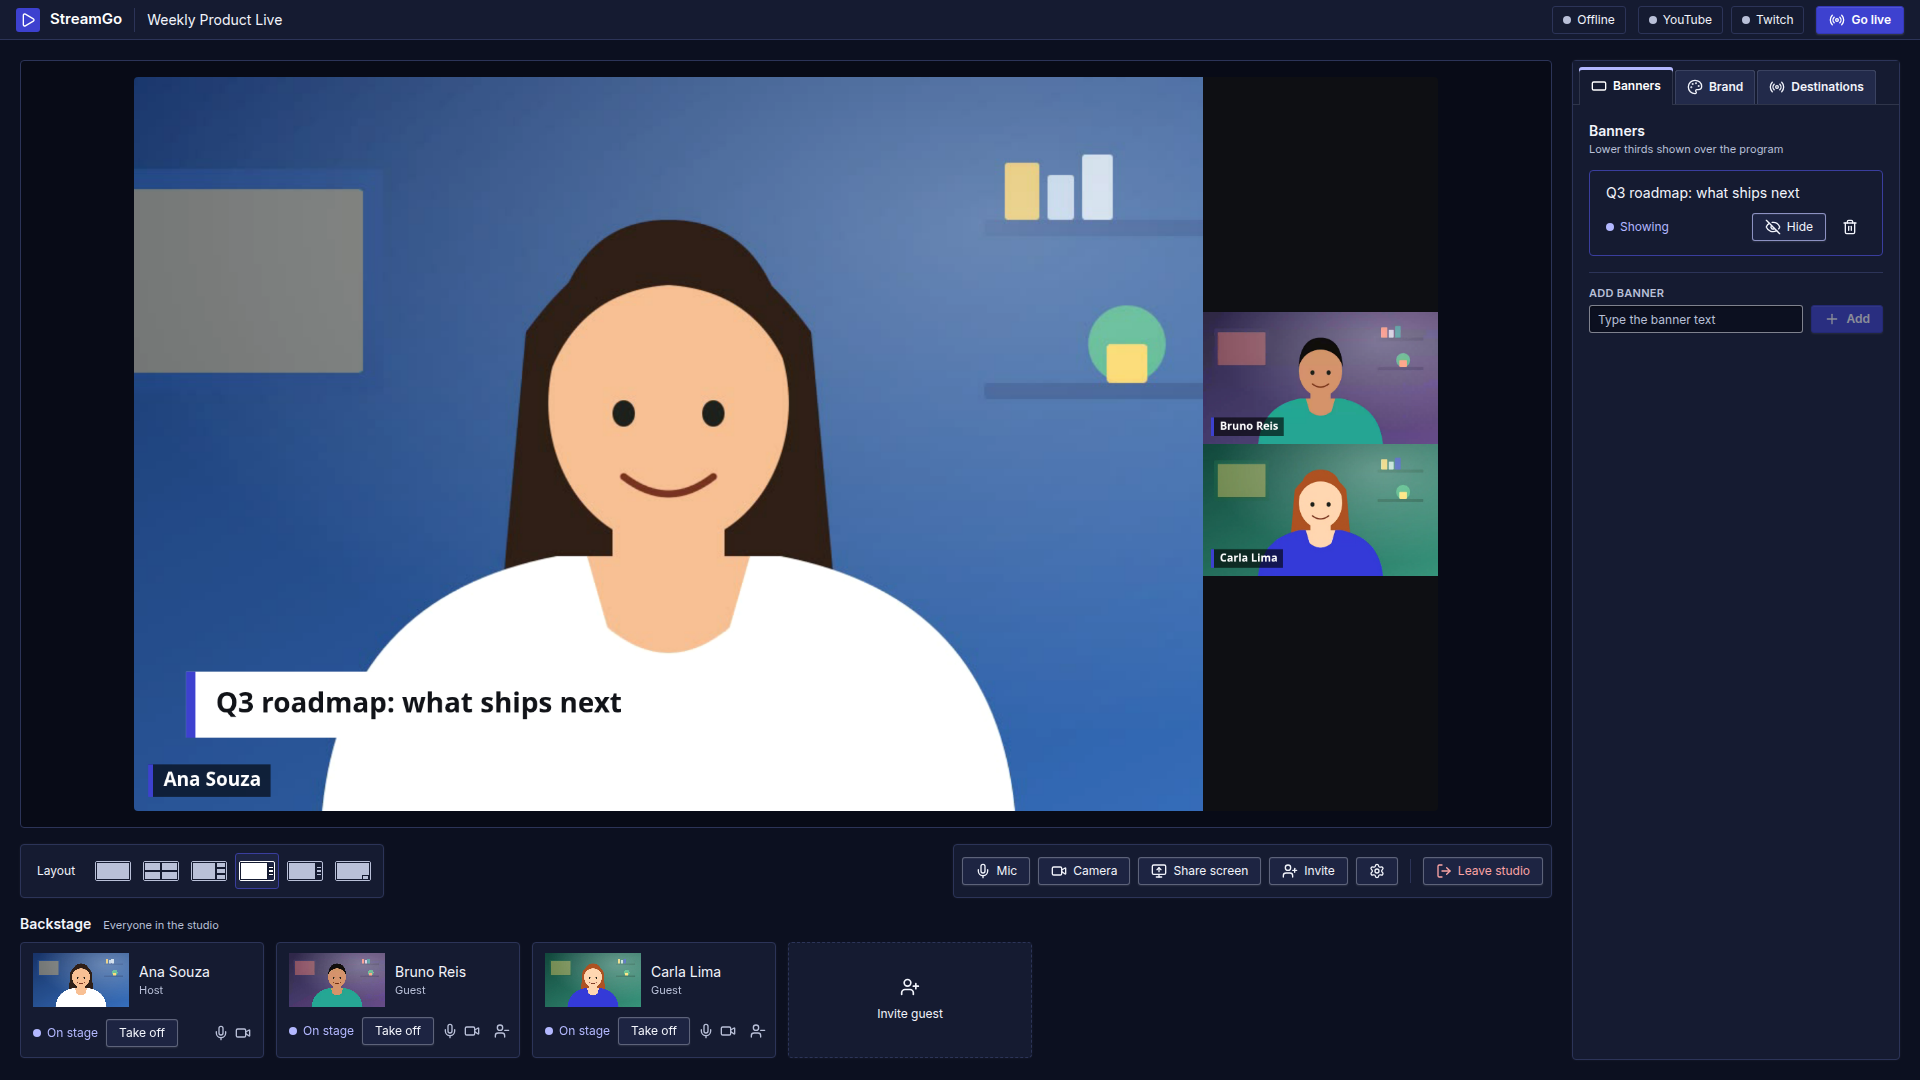 StreamGo
Weekly Product Live
Offline
YouTube
Twitch
Go live
Bruno Reis
Carla Lima
Q3 roadmap: what ships next
Ana Souza
Banners
Brand
Destinations
Banners
Lower thirds shown over the program
Q3 roadmap: what ships next
Showing
Hide
ADD BANNER
Type the banner text
Add
Layout
Mic
Camera
Share screen
Invite
Leave studio
Backstage
Everyone in the studio
Ana Souza
Host
On stage
Take off
Bruno Reis
Guest
On stage
Take off
Carla Lima
Guest
On stage
Take off
Invite guest